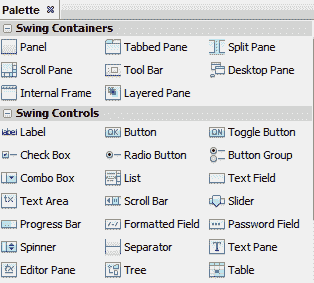 Palette
Swing Containers
Panel Tabbed Pane Split Pane
Scroll Pane Tool Bar Desktop Pane
Internal Frame Layered Pane
Swing Controls
label Label OK Button ON Toggle Button
Check Box Radio Button Button Group
Combo Box List Text Field
Text Area Scroll Bar Slider
Progress Bar Formatted Field Password Field
Spinner Separator T Text Pane
Editor Pane Tree Table